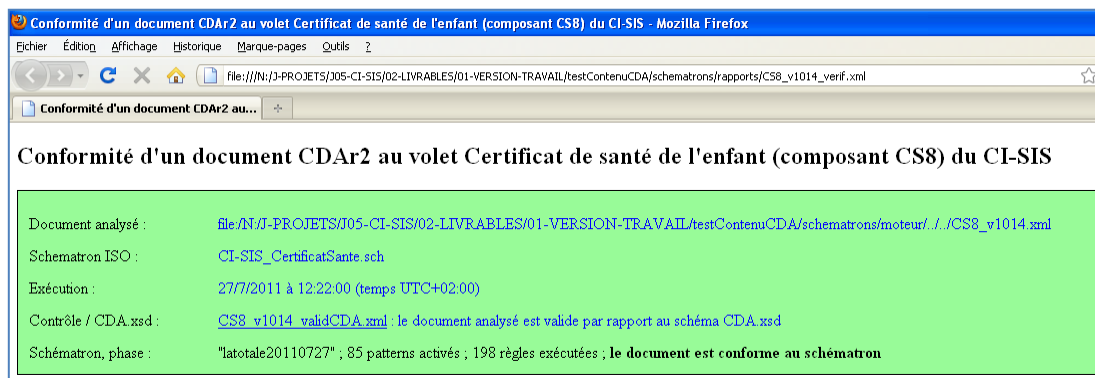 Conformité d'un document CDAr2 au volet Certificat de santé de l'enfant (composant CS8) du CI-SIS - Mozilla Firefox
Fichier Édition Affichage Historique Marque-pages Outils ?
file:///N:/J-PROJETS/J05-CI-SIS/02-LIVRABLES/01-VERSION-TRAVAIL/testContenuCDA/schematrons/rapports/CS8_v1014_verif.xml
Conformité d'un document CDAr2 au...
Conformité d'un document CDAr2 au volet Certificat de santé de l'enfant (composant CS8) du CI-SIS
Document analysé : file:/N:/J-PROJETS/J05-CI-SIS/02-LIVRABLES/01-VERSION-TRAVAIL/testContenuCDA/schematrons/moteur/../../CS8_v1014.xml
Schematron ISO : CI-SIS_CertificatSante.sch
Exécution : 27/7/2011 à 12:22:00 (temps UTC+02:00)
Contrôle / CDA.xsd : CS8_v1014_validCDA.xml : le document analysé est valide par rapport au schéma CDA.xsd
Schématron, phase : "latotale20110727" ; 85 patterns activés ; 198 règles exécutées ; le document est conforme au schématron